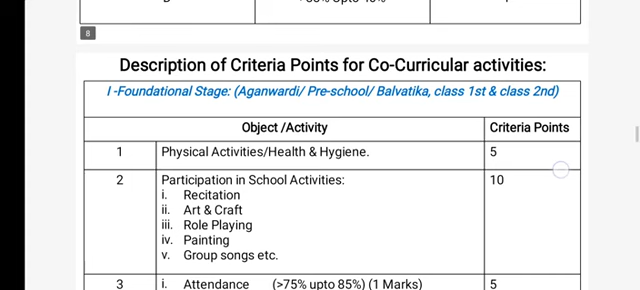 8
Description of Criteria Points for Co-Curricular activities:
I -Foundational Stage: (Aganwardi/ Pre-school/ Balvatika, class 1st & class 2nd)
Object /Activity Criteria Points
1 Physical Activities/Health & Hygiene. 5
2 Participation in School Activities: 10
i. Recitation
ii. Art & Craft
iii. Role Playing
iv. Painting
v. Group songs etc.
3 i. Attendance (>75% upto 85%) (1 Marks) 5